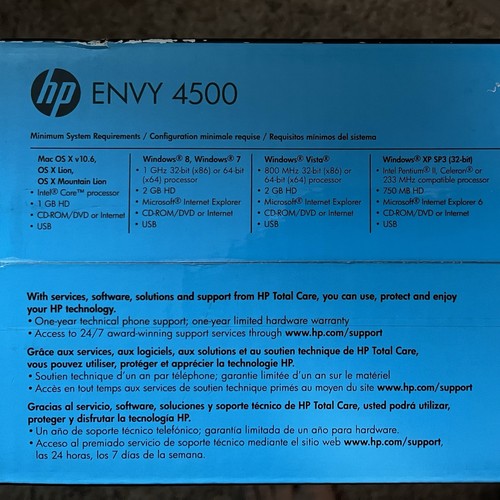 hp ENVY 4500
Minimum System Requirements / Configuration minimale requise / Requisitos mínimos del sistema
Mac OS X v10.6,
OS X Lion,
OS X Mountain Lion
• Intel® Core™ processor
• 1 GB HD
• CD-ROM/DVD or Internet
• USB
Windows® 8, Windows® 7
• 1 GHz 32-bit (x86) or 64-bit
(x64) processor
• 2 GB HD
• Microsoft® Internet Explorer
• CD-ROM/DVD or Internet
• USB
Windows Vista®
• 800 MHz 32-bit (x86) or
64-bit (x64) processor
• 2 GB HD
• Microsoft® Internet Explorer
• CD-ROM/DVD or Internet
• USB
Windows® XP SP3 (32-bit)
• Intel Pentium® II, Celeron® or
233 MHz compatible processor
• 750 MB HD
• Microsoft® Internet Explorer 6
• CD-ROM/DVD or Internet
• USB
With services, software, solutions and support from HP Total Care, you can use, protect and enjoy
your HP technology.
• One-year technical phone support; one-year limited hardware warranty
• Access to 24/7 award-winning support services through www.hp.com/support
Grâce aux services, aux logiciels, aux solutions et au soutien technique de HP Total Care,
vous pouvez utiliser, protéger et apprécier la technologie HP.
• Soutien technique d'un an par téléphone; garantie limitée d'un an sur le matériel
• Accès en tout temps aux services de soutien technique primés au moyen du site www.hp.com/support
Gracias al servicio, software, soluciones y soporte técnico de HP Total Care, usted podrá utilizar,
proteger y disfrutar la tecnología HP.
• Un año de soporte técnico telefónico; garantía limitada de un año para hardware.
• Acceso al premiado servicio de soporte técnico mediante el sitio web www.hp.com/support,
las 24 horas, los 7 días de la semana.